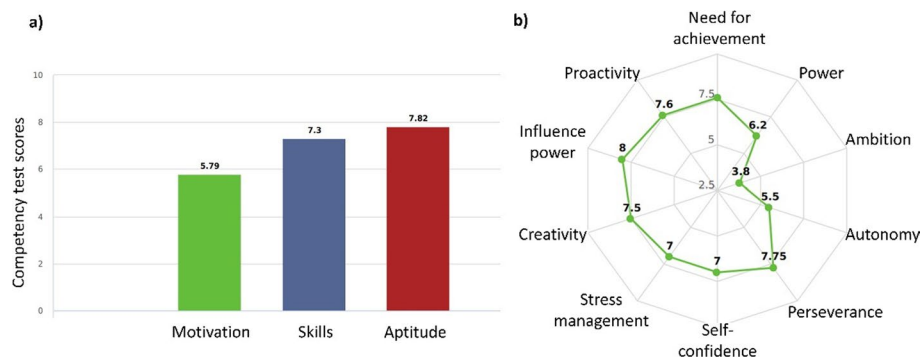 a)
Competency test scores
10
8
6
4
2
0
5.79
7.3
7.82
Motivation
Skills
Aptitude
b)
Need for
achievement
Power
Ambition
Autonomy
Perseverance
Self-
confidence
Stress
management
Creativity
Influence
power
Proactivity
7.5
5
2.5
6.2
3.8
5.5
7.75
7
7
7.5
8
7.6